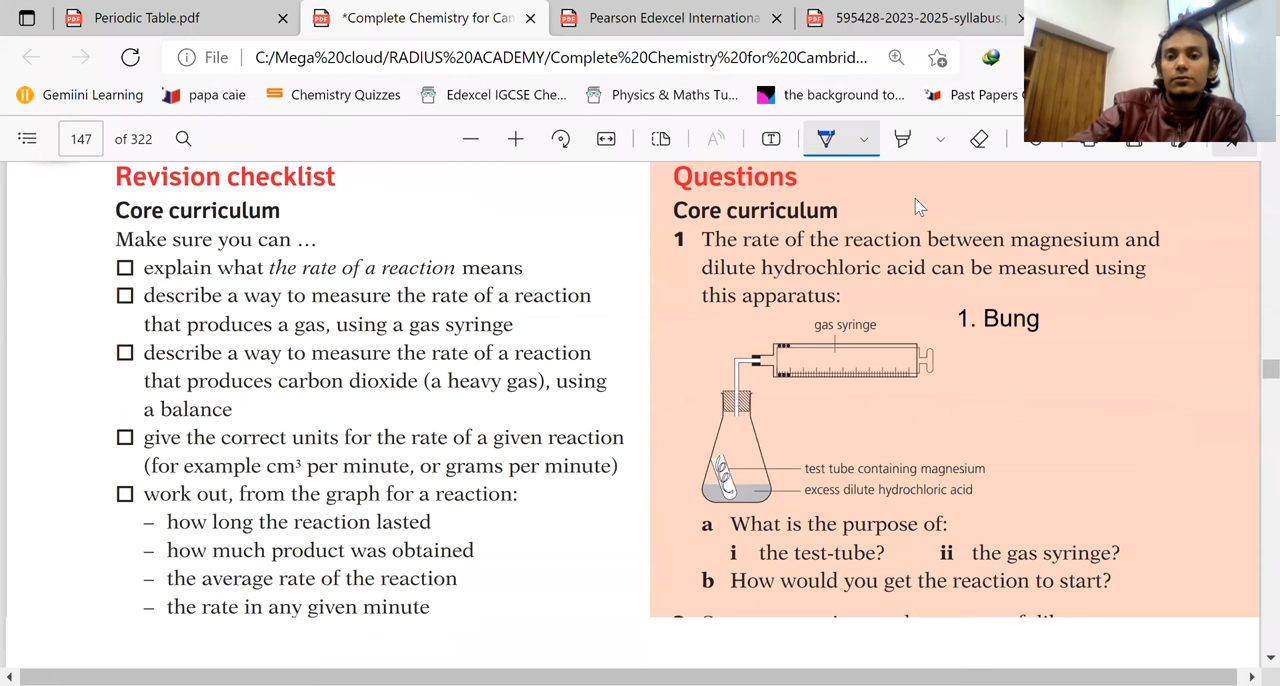 Periodic Table.pdf
*Complete Chemistry for Can
Pearson Edexcel Internationa
595428-2023-2025-syllabus.
File
C:/Mega%20cloud/RADIUS%20ACADEMY/Complete%20Chemistry%20for%20Cambrid...
Gemiini Learning
papa caie
Chemistry Quizzes
Edexcel IGCSE Che...
Physics & Maths Tu...
the background to...
Past Papers
147 of 322
Revision checklist
Core curriculum
Make sure you can …
explain what the rate of a reaction means
describe a way to measure the rate of a reaction
that produces a gas, using a gas syringe
describe a way to measure the rate of a reaction
that produces carbon dioxide (a heavy gas), using
a balance
give the correct units for the rate of a given reaction
(for example cm³ per minute, or grams per minute)
work out, from the graph for a reaction:
– how long the reaction lasted
– how much product was obtained
– the average rate of the reaction
– the rate in any given minute
Questions
Core curriculum
1 The rate of the reaction between magnesium and
dilute hydrochloric acid can be measured using
this apparatus:
1. Bung
gas syringe
test tube containing magnesium
excess dilute hydrochloric acid
a What is the purpose of:
i the test-tube? ii the gas syringe?
b How would you get the reaction to start?